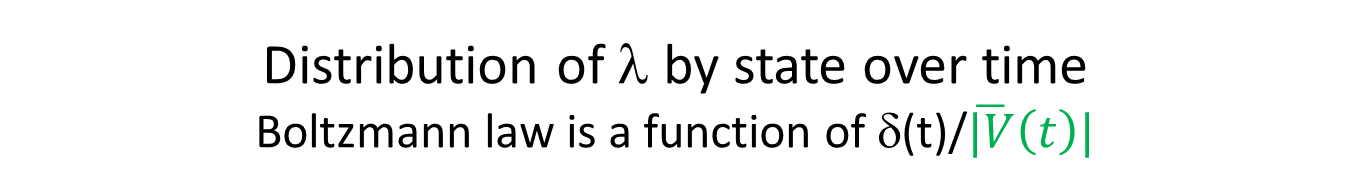 Distribution of λ by state over time
Boltzmann law is a function of δ(t)/|V̅(t)|